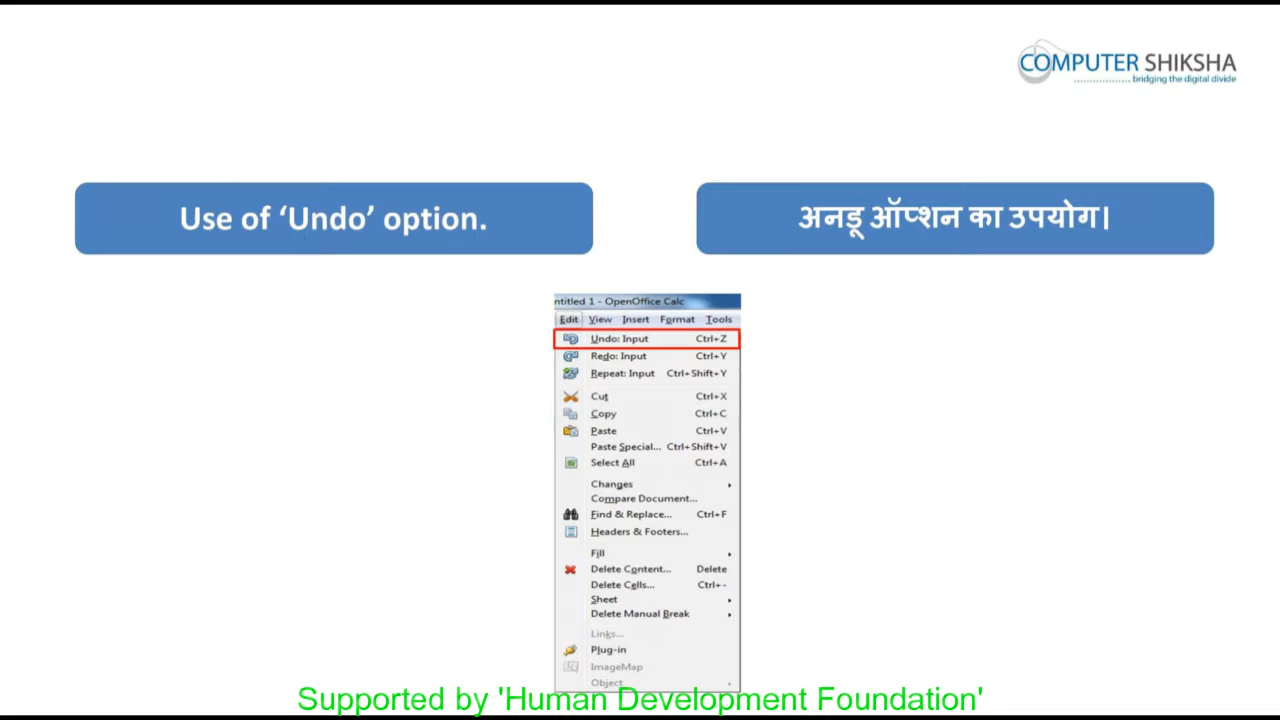 COMPUTER SHIKSHA
bridging the digital divide
Use of ‘Undo’ option.
अनडू ऑप्शन का उपयोग।
ntitled 1 - OpenOffice Calc
Edit View Insert Format Tools
Undo: Input Ctrl+Z
Redo: Input Ctrl+Y
Repeat: Input Ctrl+Shift+Y
Cut Ctrl+X
Copy Ctrl+C
Paste Ctrl+V
Paste Special... Ctrl+Shift+V
Select All Ctrl+A
Changes
Compare Document...
Find & Replace... Ctrl+F
Headers & Footers...
Fill
Delete Content... Delete
Delete Cells... Ctrl+-
Sheet
Delete Manual Break
Links...
Plug-in
ImageMap
Object
Supported by 'Human Development Foundation'